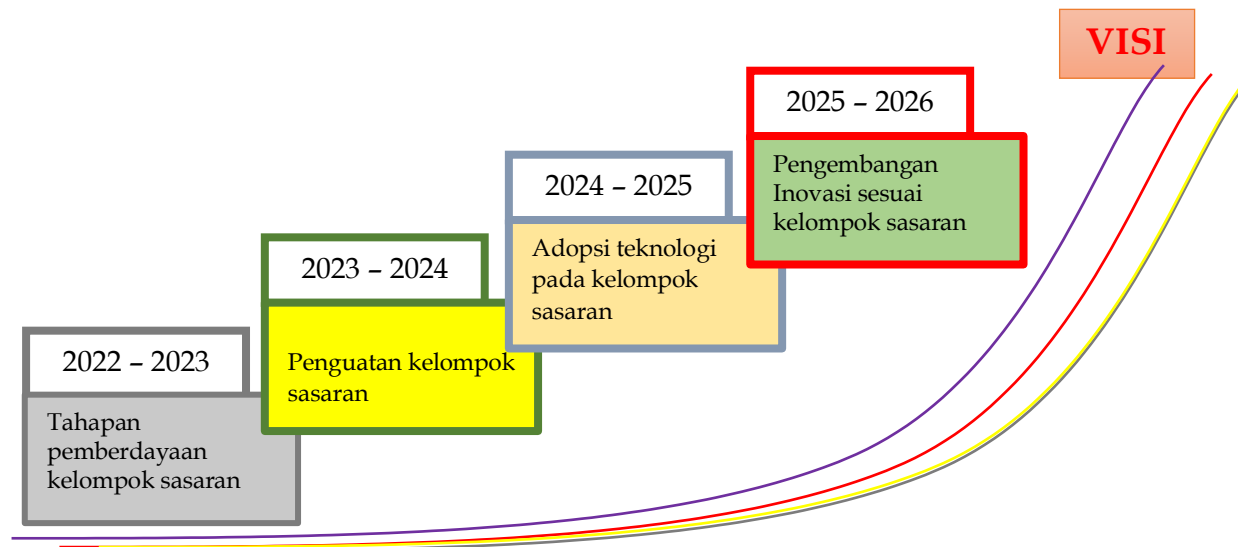 VISI
2025 – 2026
Pengembangan
Inovasi sesuai
kelompok sasaran
2024 – 2025
Adopsi teknologi
pada kelompok
sasaran
2023 – 2024
Penguatan kelompok
sasaran
2022 – 2023
Tahapan
pemberdayaan
kelompok sasaran